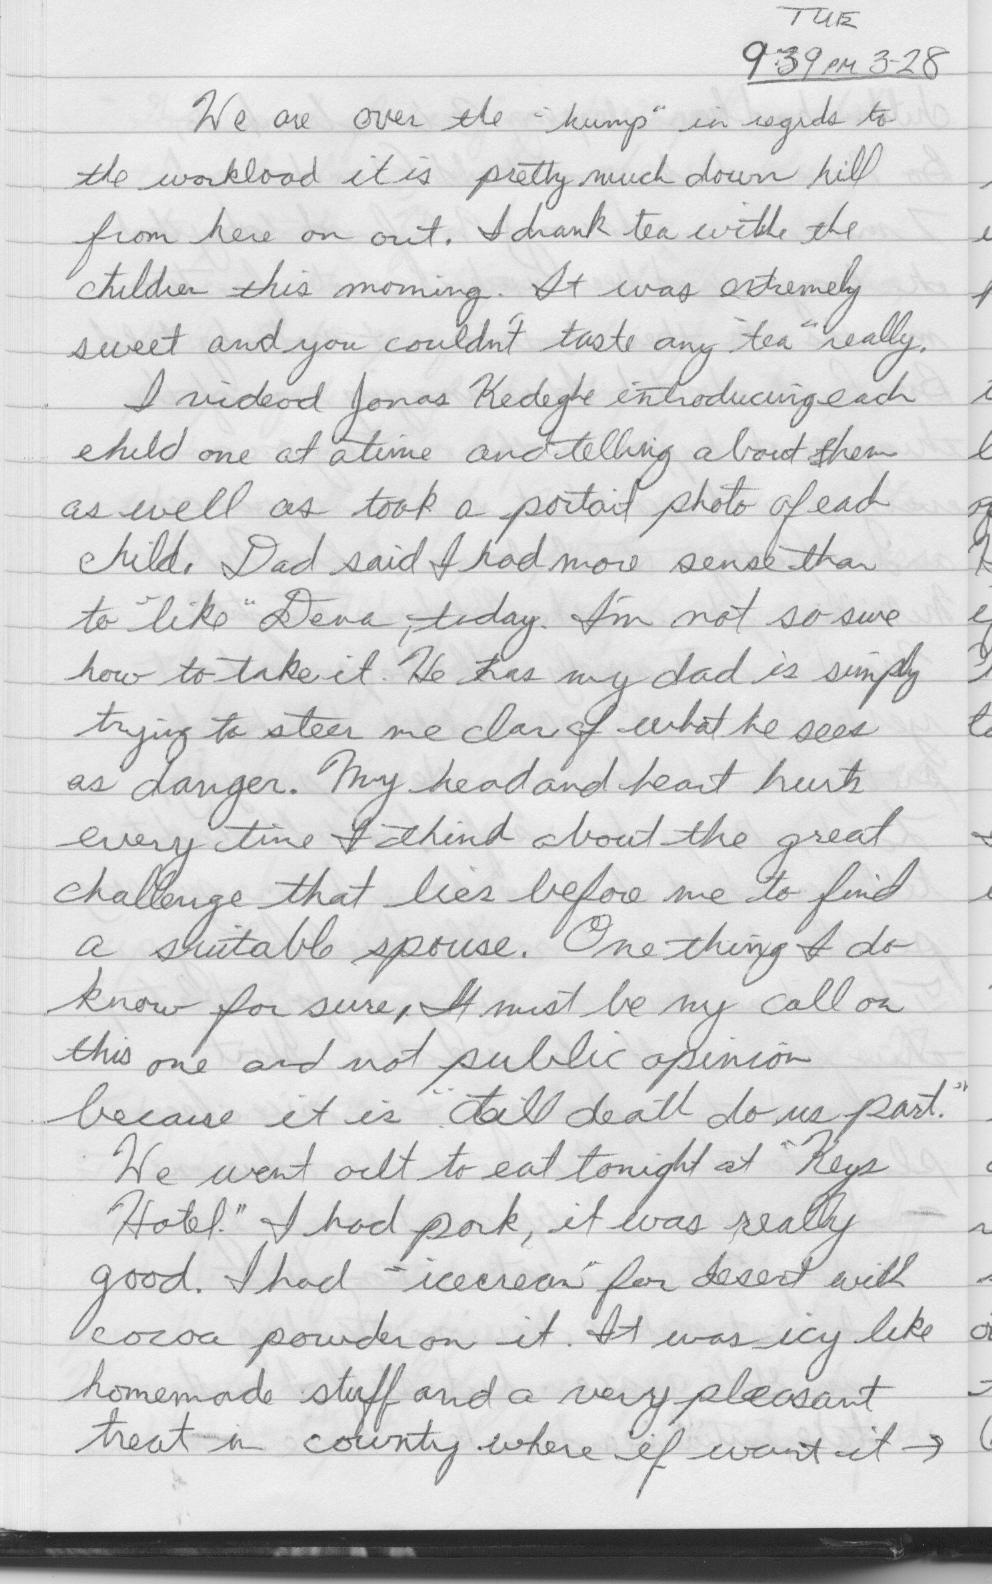 TUE
9:39 PM 3-28
We are over the "hump" in regrds to
the workload it is pretty much down hill
from here on out. I drank tea withe the
children this morning. It was extremely
sweet and you couldn't taste any "tea" really.
I videod Jonas Kedeghe introducing each
child one at a time and telling about them
as well as took a portait photo of each
child. Dad said I had more sense than
to "like" Dena, today. I'm not so sure
how to take it. He has my dad is simply
trying to steer me clar of what he sees
as danger. My head and heart hurts
every time I think about the great
challenge that lies before me to find
a suitable spouse. One thing I do
know for sure, It must be my call on
this one and not public opinion
because it is "till death do us part."
We went out to eat tonight at "Keys
Hotel." I had pork, it was really
good. I had "icecream" for desert with
cocoa powder on it. It was icy like
homemade stuff and a very pleasant
treat in county where if want it →